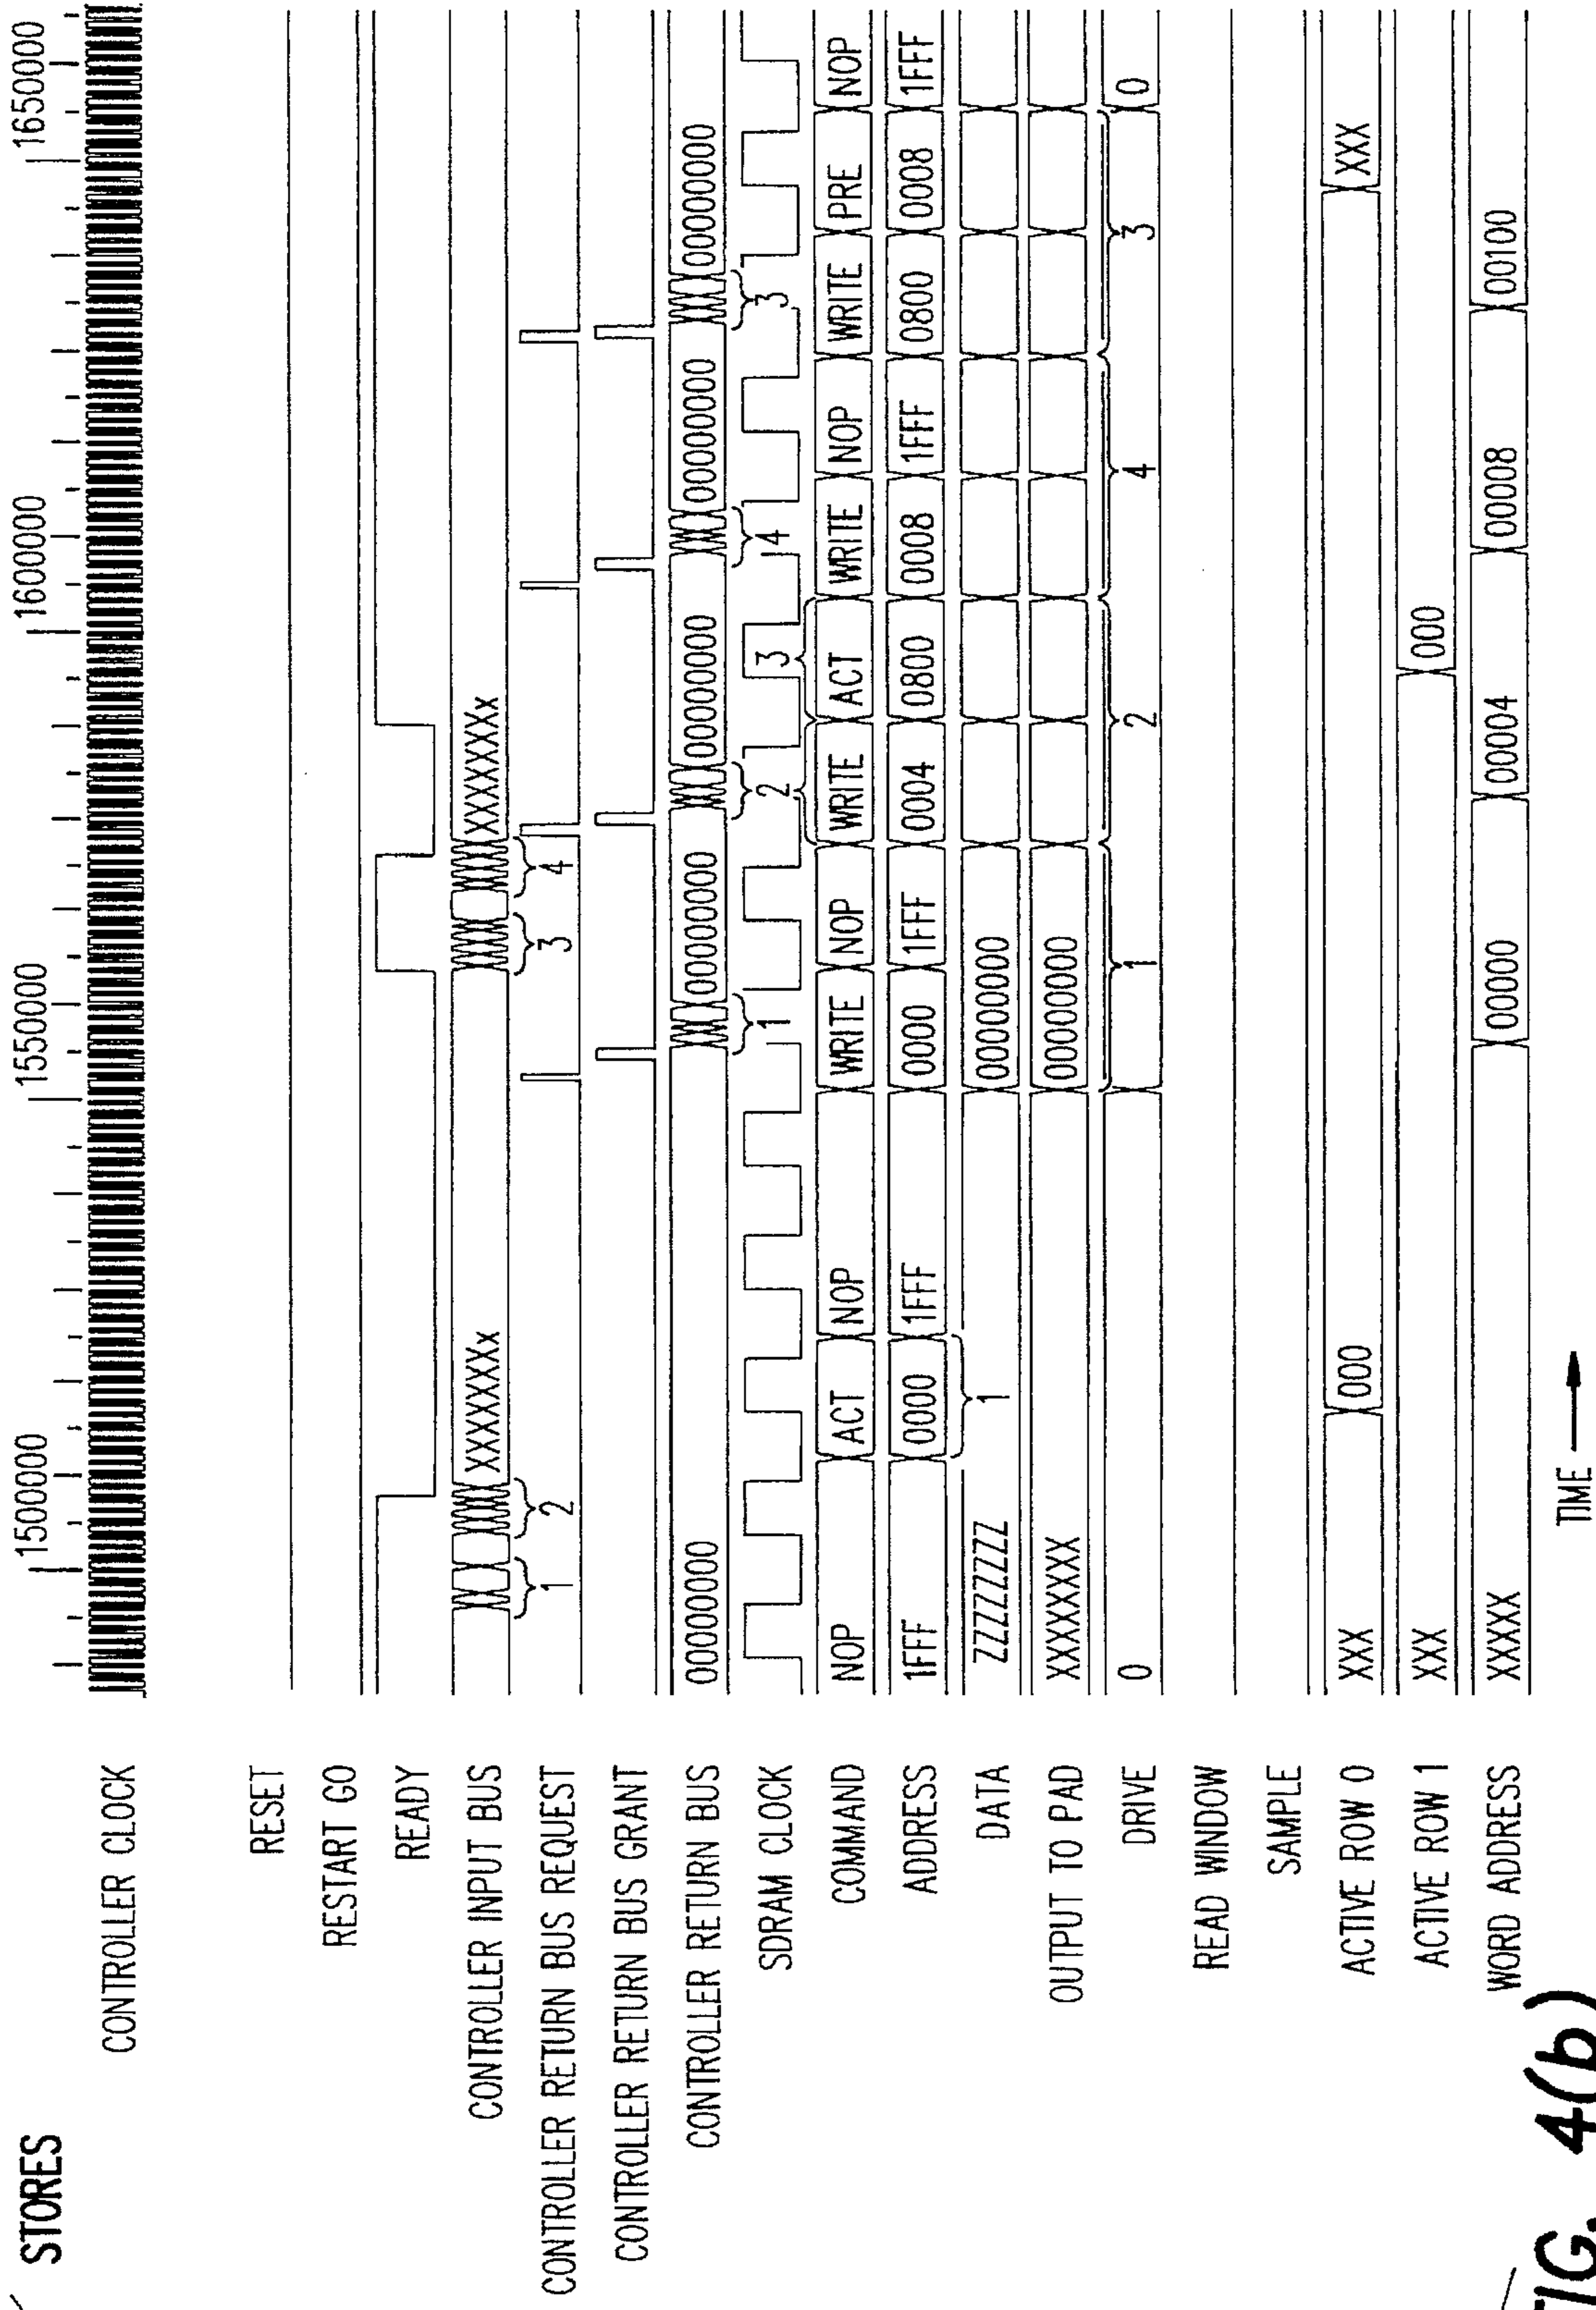 STORES
1500000 1550000 1600000 1650000
CONTROLLER CLOCK
RESET
RESTART GO
READY
CONTROLLER INPUT BUS XXXXXXXx XXXXXXXx
1 2 3 4
CONTROLLER RETURN BUS REQUEST
CONTROLLER RETURN BUS GRANT
CONTROLLER RETURN BUS 00000000 00000000 00000000 00000000 00000000
1 2 4 3
SDRAM CLOCK
2 3
COMMAND NOP ACT NOP WRITE NOP WRITE ACT WRITE NOP WRITE PRE NOP
ADDRESS 1FFF 0000 1FFF 0000 1FFF 0004 0800 0008 1FFF 0800 0008 1FFF
1
DATA ZZZZZZZZ 00000000
OUTPUT TO PAD XXXXXXXX 00000000
DRIVE 0 1 2 4 3 0
READ WINDOW
SAMPLE
ACTIVE ROW 0 XXX 000 XXX
ACTIVE ROW 1 XXX 000
WORD ADDRESS XXXXX 00000 00004 00008 00100
TIME
FIG. 4(b)